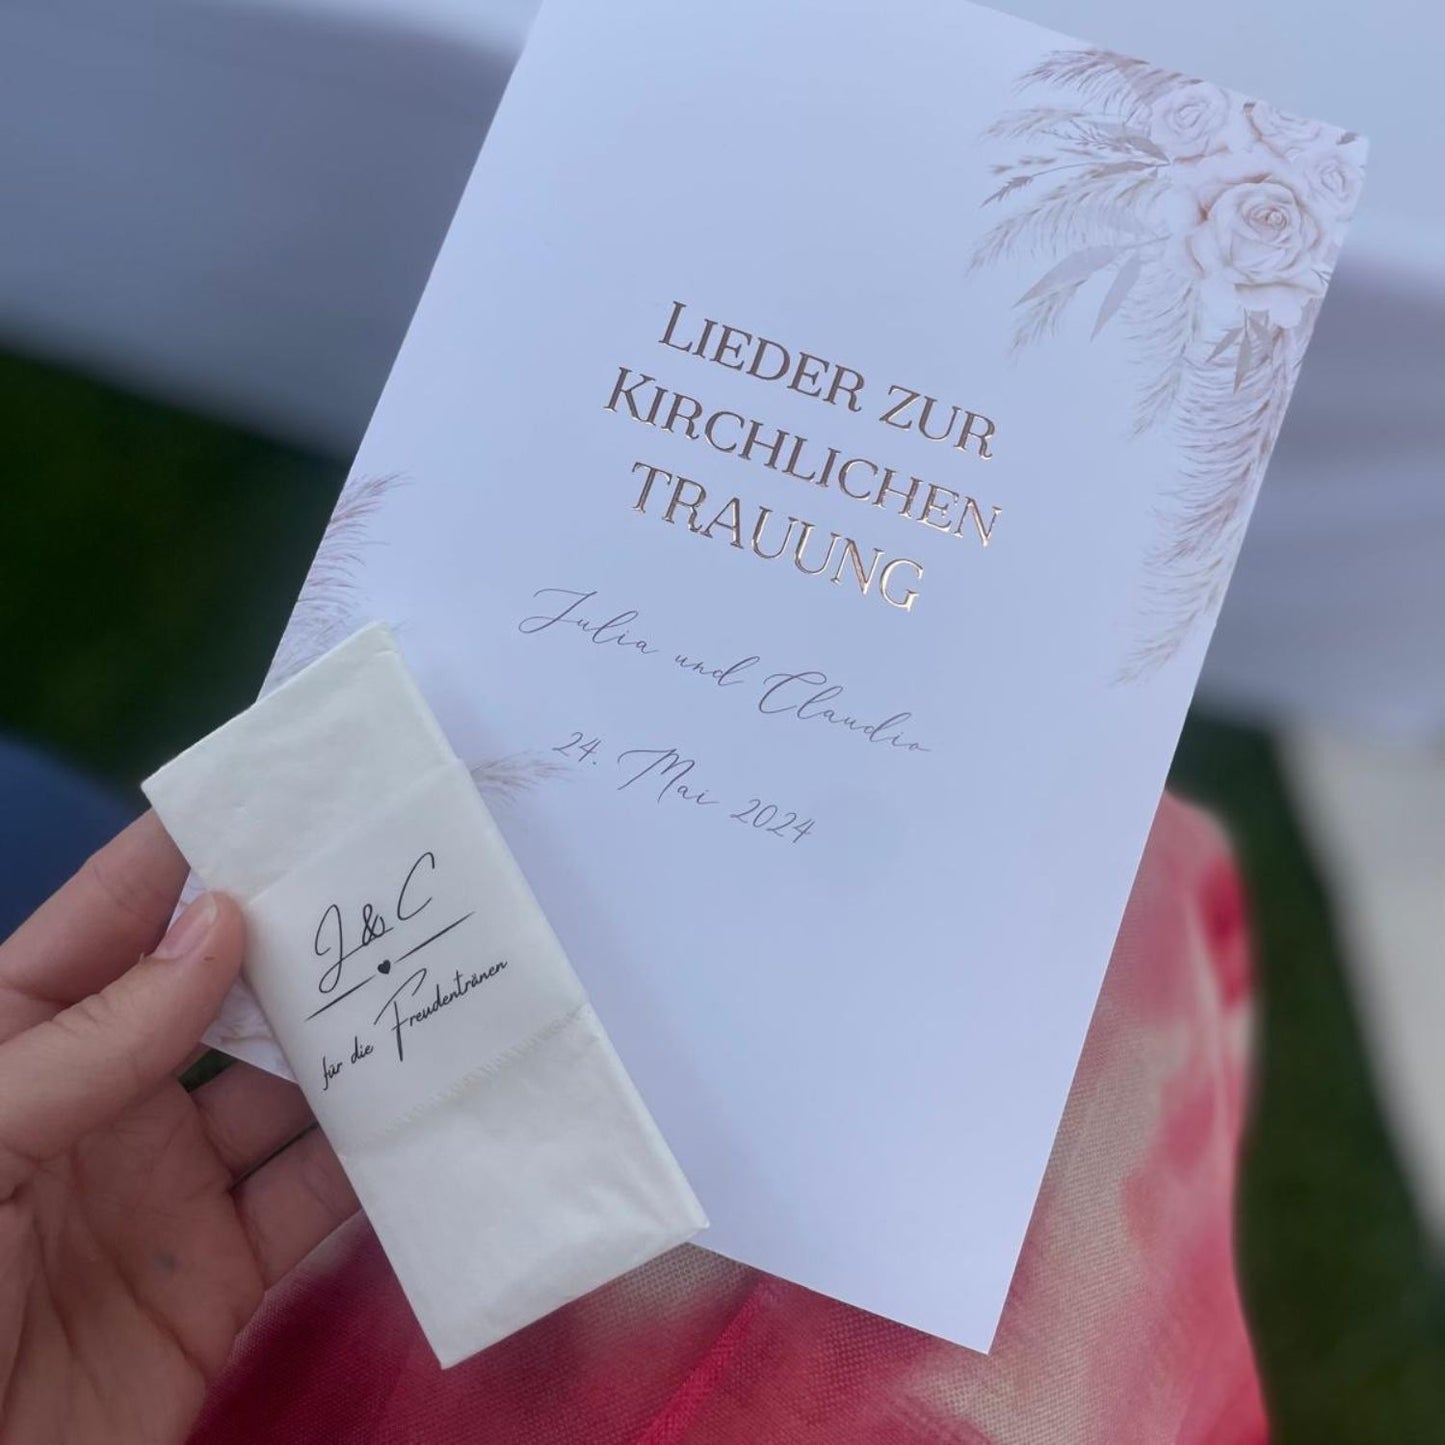 LIEDER ZUR
KIRCHLICHEN
TRAUUNG
Julia und Claudio
24. Mai 2024
J & C
für die Freudentränen